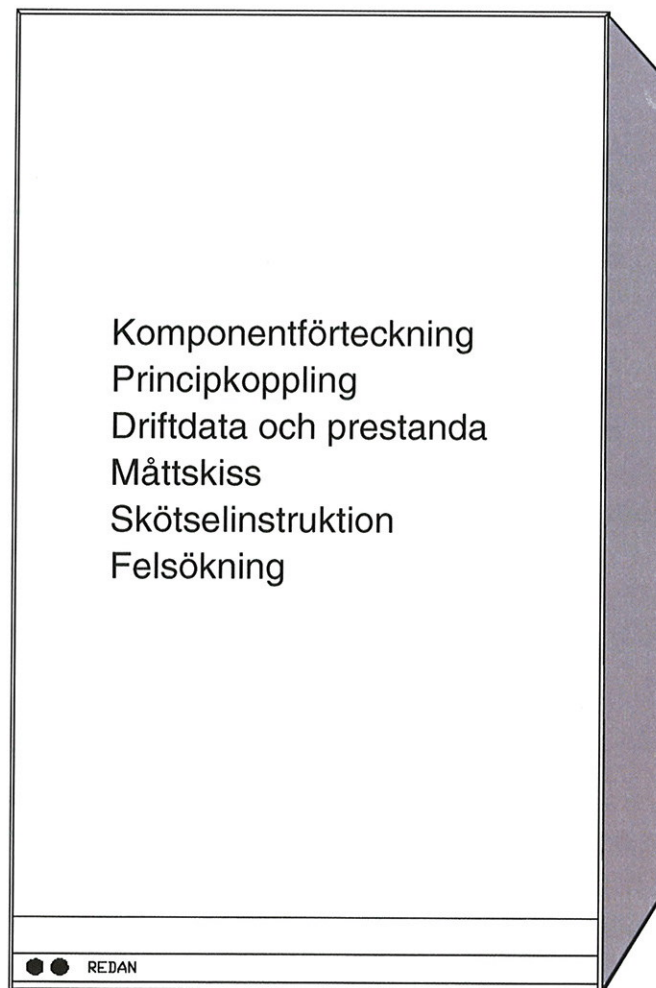 Komponentförteckning
Principkoppling
Driftdata och prestanda
Måttskiss
Skötselinstruktion
Felsökning
REDAN